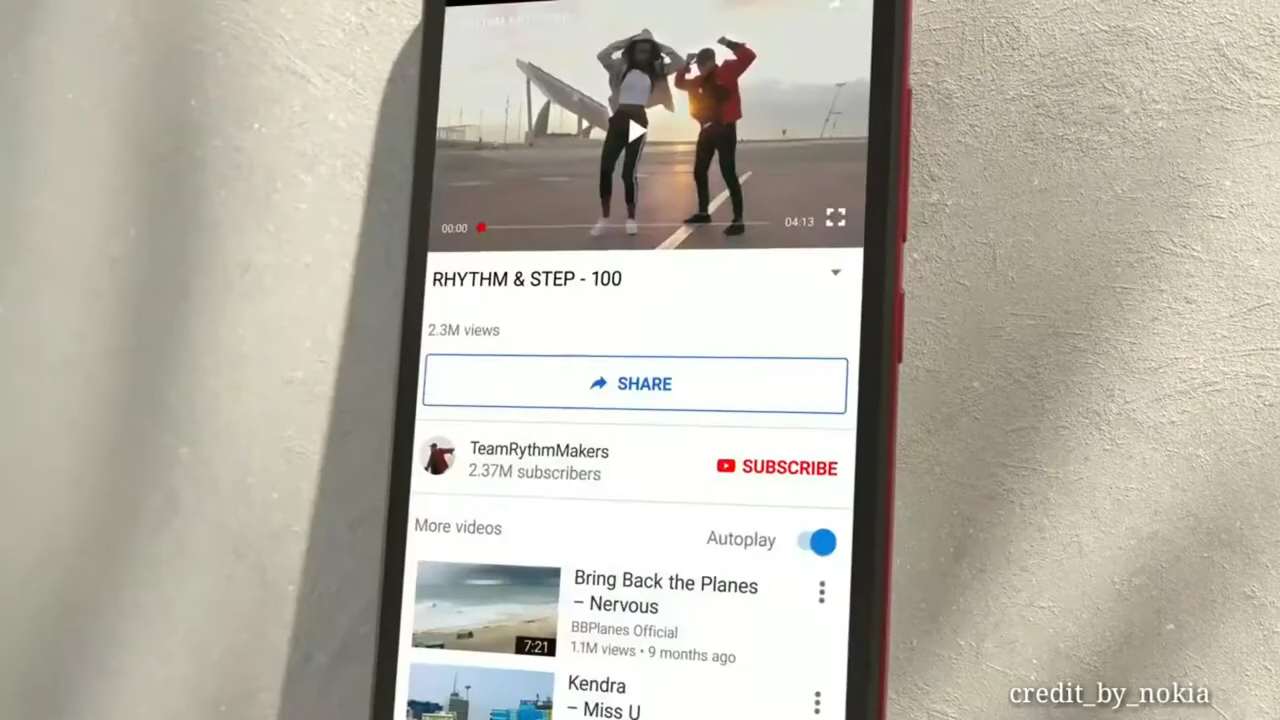 00:00
04:13
RHYTHM & STEP - 100
2.3M views
SHARE
TeamRythmMakers
2.37M subscribers
SUBSCRIBE
More videos
Autoplay
7:21
Bring Back the Planes
– Nervous
BBPlanes Official
1.1M views • 9 months ago
Kendra
– Miss U
credit_by_nokia